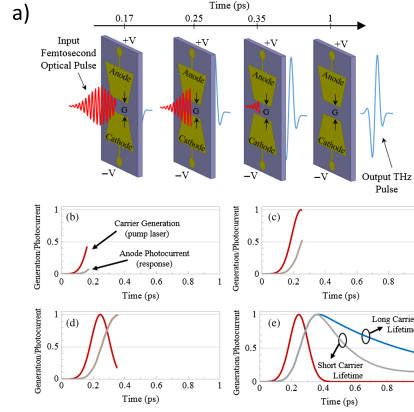 a)
Time (ps)
0.17 0.25 0.35 1
Input
Femtosecond
Optical Pulse
+V +V +V +V
Anode Anode Anode Anode
G G G G
Cathode Cathode Cathode Cathode
−V −V −V −V
Output THz
Pulse
(b)
Generation/Photocurrent
1
0.5
0
Carrier Generation
(pump laser)
Anode Photocurrent
(response)
0 0.2 0.4 0.6 0.8 1
Time (ps)
(c)
Generation/Photocurrent
1
0.5
0
0 0.2 0.4 0.6 0.8 1
Time (ps)
(d)
Generation/Photocurrent
1
0.5
0
0 0.2 0.4 0.6 0.8 1
Time (ps)
(e)
Generation/Photocurrent
1
0.5
0
Long Carrie
Lifetime
Short Carrier
Lifetime
0 0.2 0.4 0.6 0.8
Time (ps)